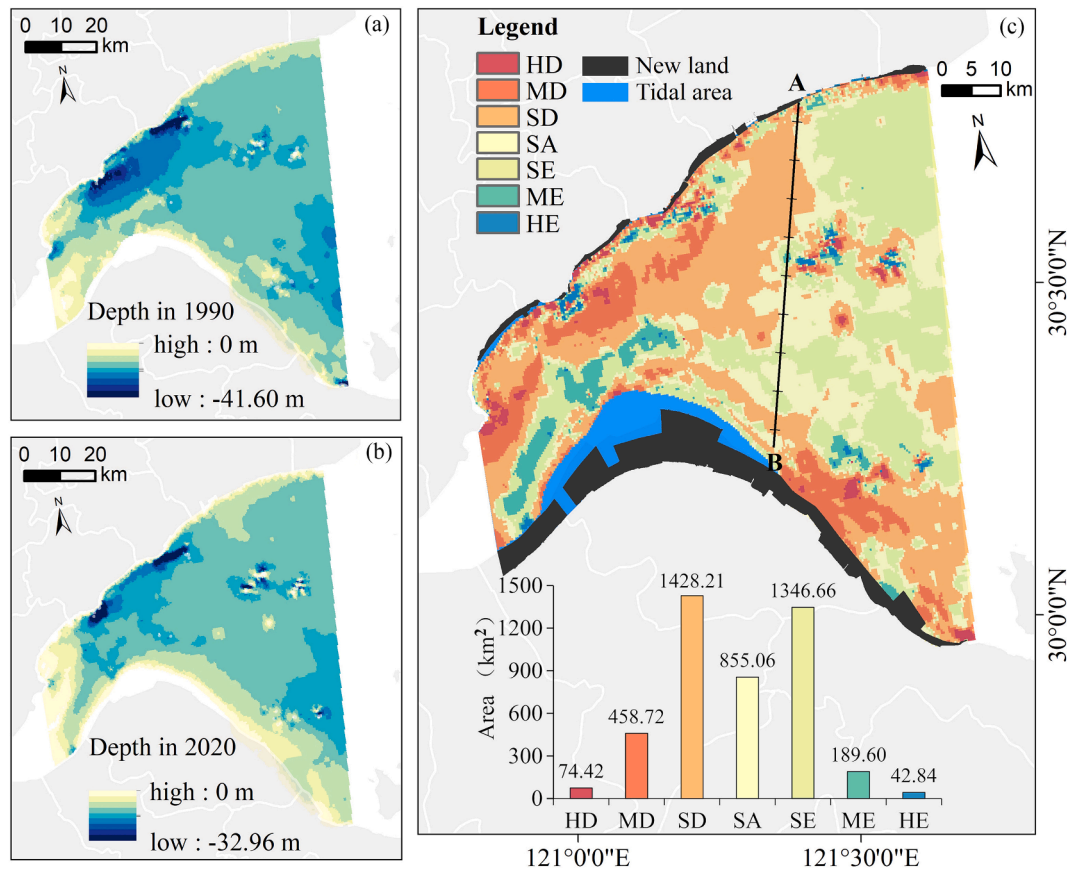 (a)
0 10 20
km
N
Depth in 1990
high : 0 m
low : -41.60 m
(b)
0 10 20
km
N
Depth in 2020
high : 0 m
low : -32.96 m
(c)
Legend
HD
MD
SD
SA
SE
ME
HE
New land
Tidal area
0 5 10
km
N
A
B
30°30'0"N
30°0'0"N
Area （km²）
1500
1200
900
600
300
0
74.42
458.72
1428.21
855.06
1346.66
189.60
42.84
HD MD SD SA SE ME HE
121°0'0"E
121°30'0"E